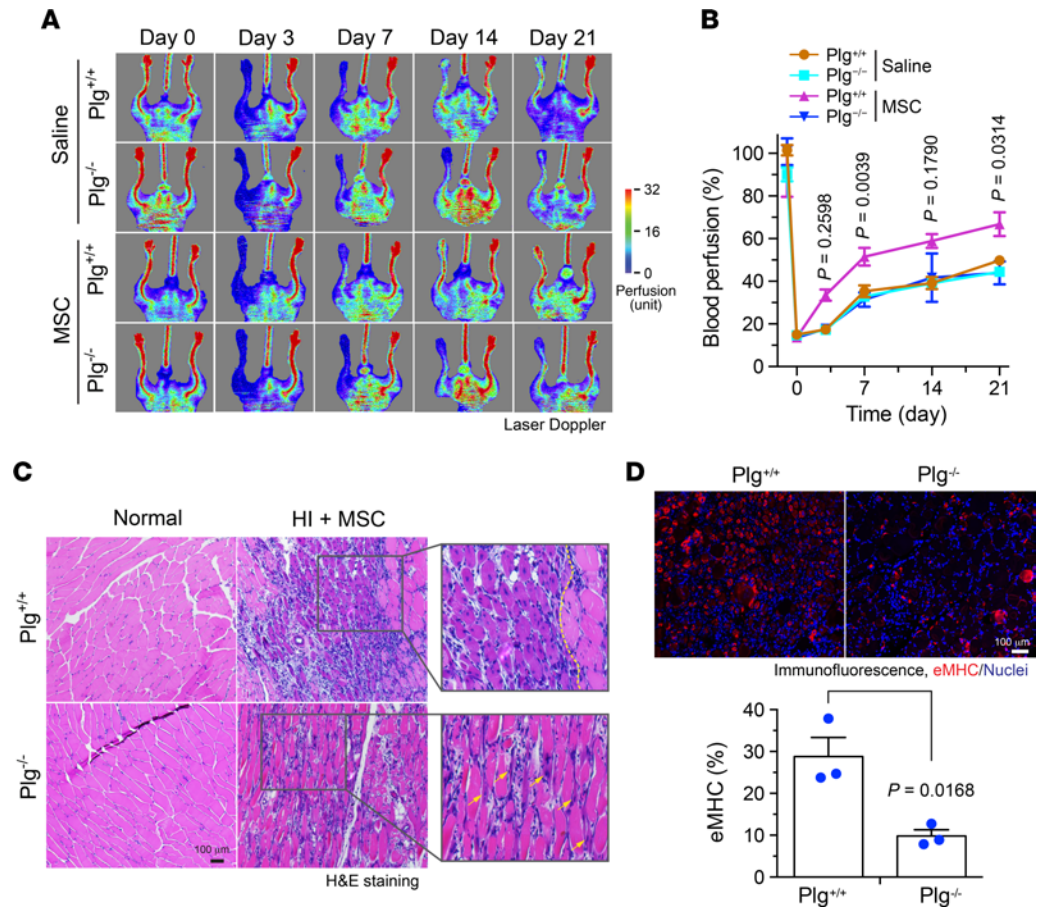 A
Day 0 Day 3 Day 7 Day 14 Day 21
Saline
Plg+/+
Plg-/-
MSC
Plg+/+
Plg-/-
32
16
0
Perfusion
(unit)
Laser Doppler
B
Plg+/+
Plg−/−
Saline
Plg+/+
Plg−/−
MSC
Blood perfusion (%)
100
80
60
40
20
0
P = 0.2598
P = 0.0039
P = 0.1790
P = 0.0314
0 7 14 21
Time (day)
C
Normal HI + MSC
Plg+/+
Plg-/-
100 μm
H&E staining
D
Plg+/+ Plg-/-
100 μm
Immunofluorescence, eMHC/Nuclei
eMHC (%)
40
30
20
10
0
P = 0.0168
Plg+/+ Plg-/-